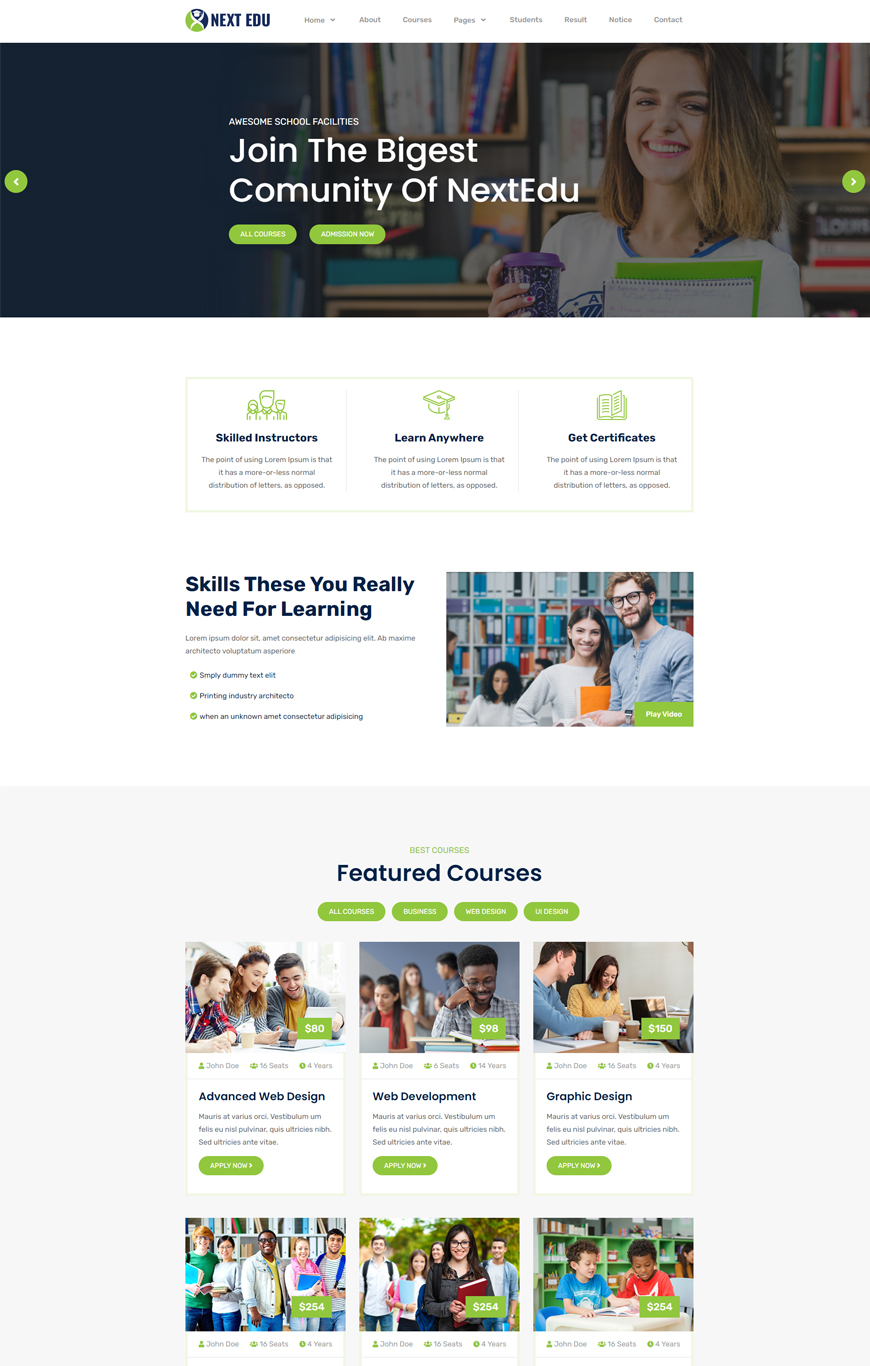 NEXT EDU
Home About Courses Pages Students Result Notice Contact
AWESOME SCHOOL FACILITIES
Join The Bigest
Comunity Of NextEdu
ALL COURSES ADMISSION NOW
Skilled Instructors
The point of using Lorem Ipsum is that
it has a more-or-less normal
distribution of letters, as opposed.
Learn Anywhere
The point of using Lorem Ipsum is that
it has a more-or-less normal
distribution of letters, as opposed.
Get Certificates
The point of using Lorem Ipsum is that
it has a more-or-less normal
distribution of letters, as opposed.
Skills These You Really
Need For Learning
Lorem ipsum dolor sit, amet consectetur adipisicing elit. Ab maxime
architecto voluptatum asperiore
Smply dummy text elit
Printing industry architecto
when an unknown amet consectetur adipisicing
Play Video
BEST COURSES
Featured Courses
ALL COURSES BUSINESS WEB DESIGN UI DESIGN
$80
John Doe 16 Seats 4 Years
Advanced Web Design
Mauris at varius orci. Vestibulum um
felis eu nisl pulvinar, quis ultricies nibh.
Sed ultricies ante vitae.
APPLY NOW
$98
John Doe 6 Seats 14 Years
Web Development
Mauris at varius orci. Vestibulum um
felis eu nisl pulvinar, quis ultricies nibh.
Sed ultricies ante vitae.
APPLY NOW
$150
John Doe 16 Seats 4 Years
Graphic Design
Mauris at varius orci. Vestibulum um
felis eu nisl pulvinar, quis ultricies nibh.
Sed ultricies ante vitae.
APPLY NOW
$254
John Doe 16 Seats 4 Years
$254
John Doe 16 Seats 4 Years
$254
John Doe 16 Seats 4 Years